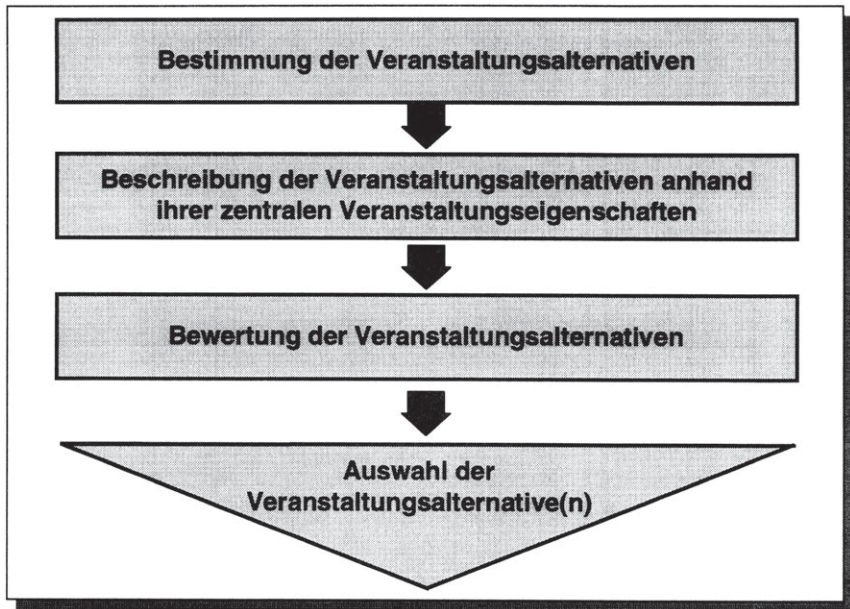 Bestimmung der Veranstaltungsalternativen
Beschreibung der Veranstaltungsalternativen anhand
ihrer zentralen Veranstaltungseigenschaften
Bewertung der Veranstaltungsalternativen
Auswahl der
Veranstaltungsalternative(n)